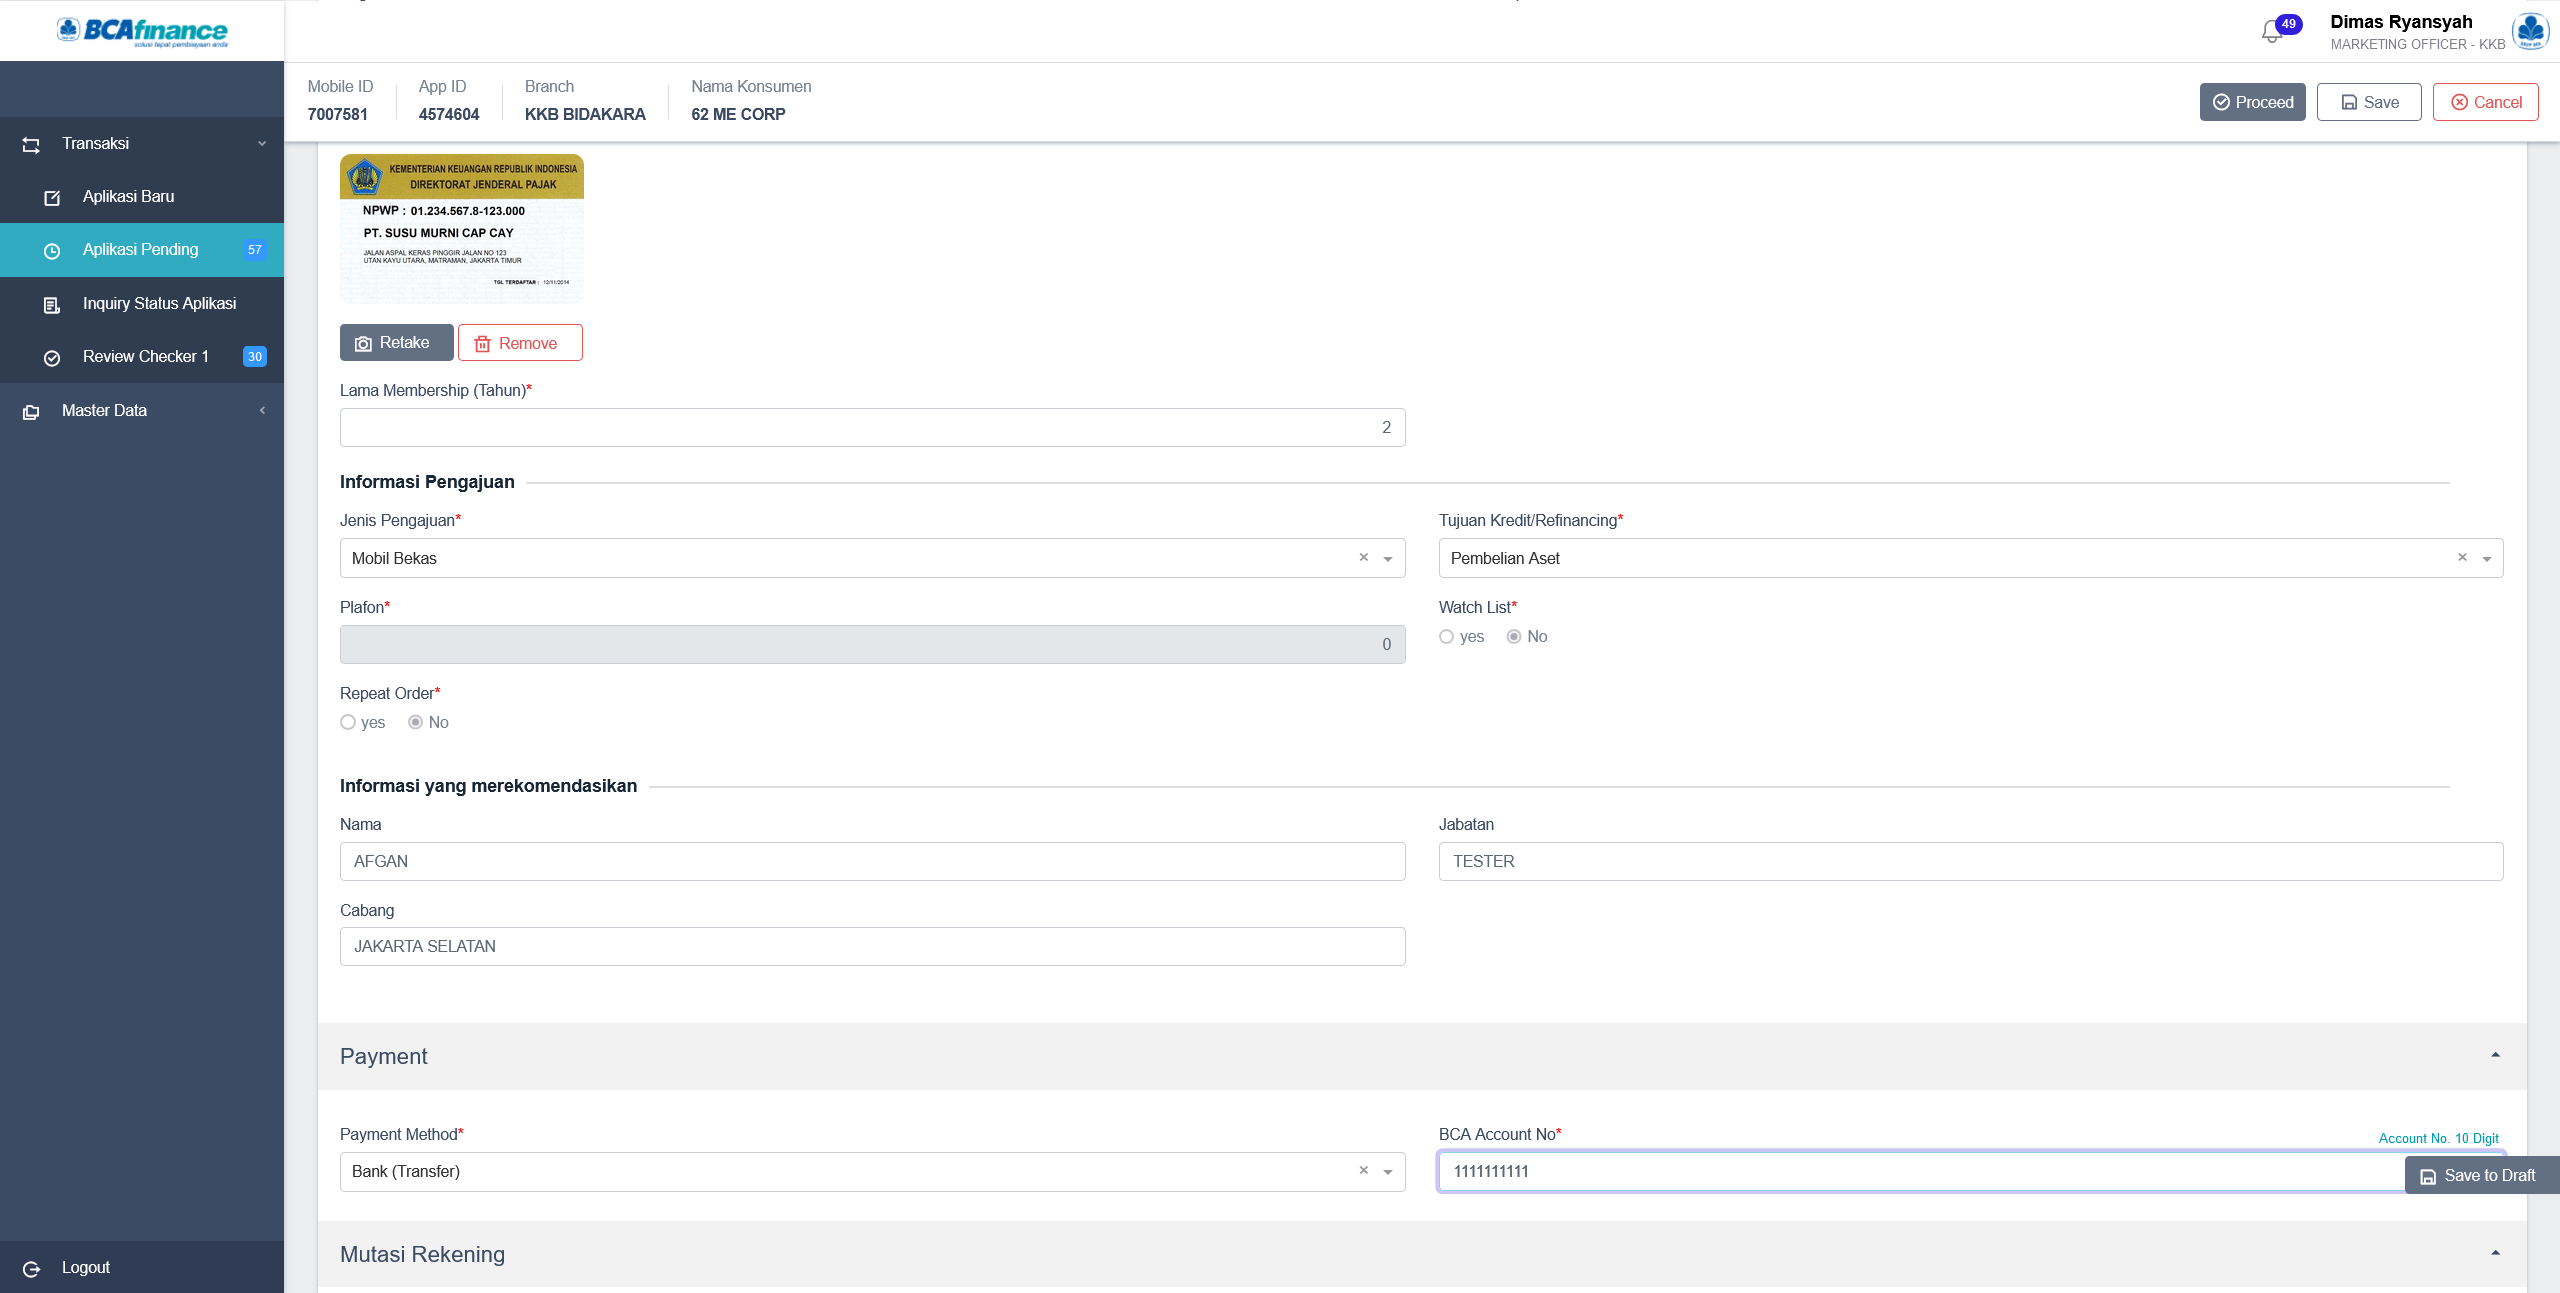 BCAfinance
solusi tepat pembiayaan anda
49
Dimas Ryansyah
MARKETING OFFICER - KKB
Mobile ID
7007581
App ID
4574604
Branch
KKB BIDAKARA
Nama Konsumen
62 ME CORP
Proceed
Save
Cancel
Transaksi
Aplikasi Baru
Aplikasi Pending 57
Inquiry Status Aplikasi
Review Checker 1 30
Master Data
Logout
KEMENTERIAN KEUANGAN REPUBLIK INDONESIA
DIREKTORAT JENDERAL PAJAK
NPWP : 01.234.567.8-123.000
PT. SUSU MURNI CAP CAY
JALAN ASPAL KERAS PINGGIR JALAN NO 123
UTAN KAYU UTARA, MATRAMAN, JAKARTA TIMUR
TGL TERDAFTAR : 12/11/2014
Retake
Remove
Lama Membership (Tahun)*
2
Informasi Pengajuan
Jenis Pengajuan*
Mobil Bekas
Tujuan Kredit/Refinancing*
Pembelian Aset
Plafon*
0
Watch List*
yes No
Repeat Order*
yes No
Informasi yang merekomendasikan
Nama
AFGAN
Jabatan
TESTER
Cabang
JAKARTA SELATAN
Payment
Payment Method*
Bank (Transfer)
BCA Account No*
Account No. 10 Digit
1111111111
Save to Draft
Mutasi Rekening